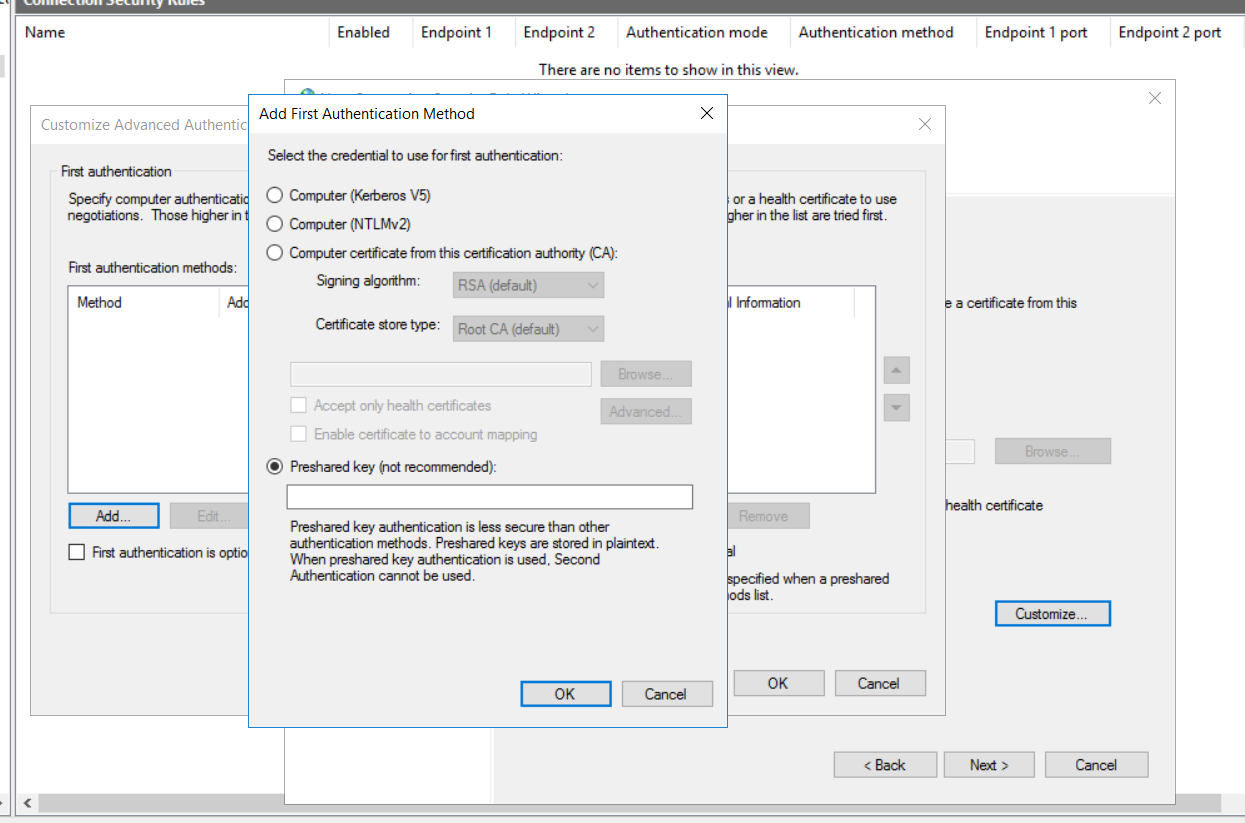 Connection Security Rules
Name Enabled Endpoint 1 Endpoint 2 Authentication mode Authentication method Endpoint 1 port Endpoint 2 port
There are no items to show in this view.
Customize Advanced Authentic
First authentication
Specify computer authenticatio
negotiations. Those higher in t
First authentication methods:
Method Add
Add...
Edit...
First authentication is optio
Add First Authentication Method
Select the credential to use for first authentication:
Computer (Kerberos V5)
Computer (NTLMv2)
Computer certificate from this certification authority (CA):
Signing algorithm: RSA (default)
Certificate store type: Root CA (default)
Browse...
Accept only health certificates
Advanced...
Enable certificate to account mapping
Preshared key (not recommended):
Preshared key authentication is less secure than other
authentication methods. Preshared keys are stored in plaintext.
When preshared key authentication is used, Second
Authentication cannot be used.
OK Cancel
s or a health certificate to use
gher in the list are tried first.
l Information
Remove
al
specified when a preshared
ods list.
OK Cancel
e a certificate from this
Browse...
health certificate
Customize...
< Back Next > Cancel